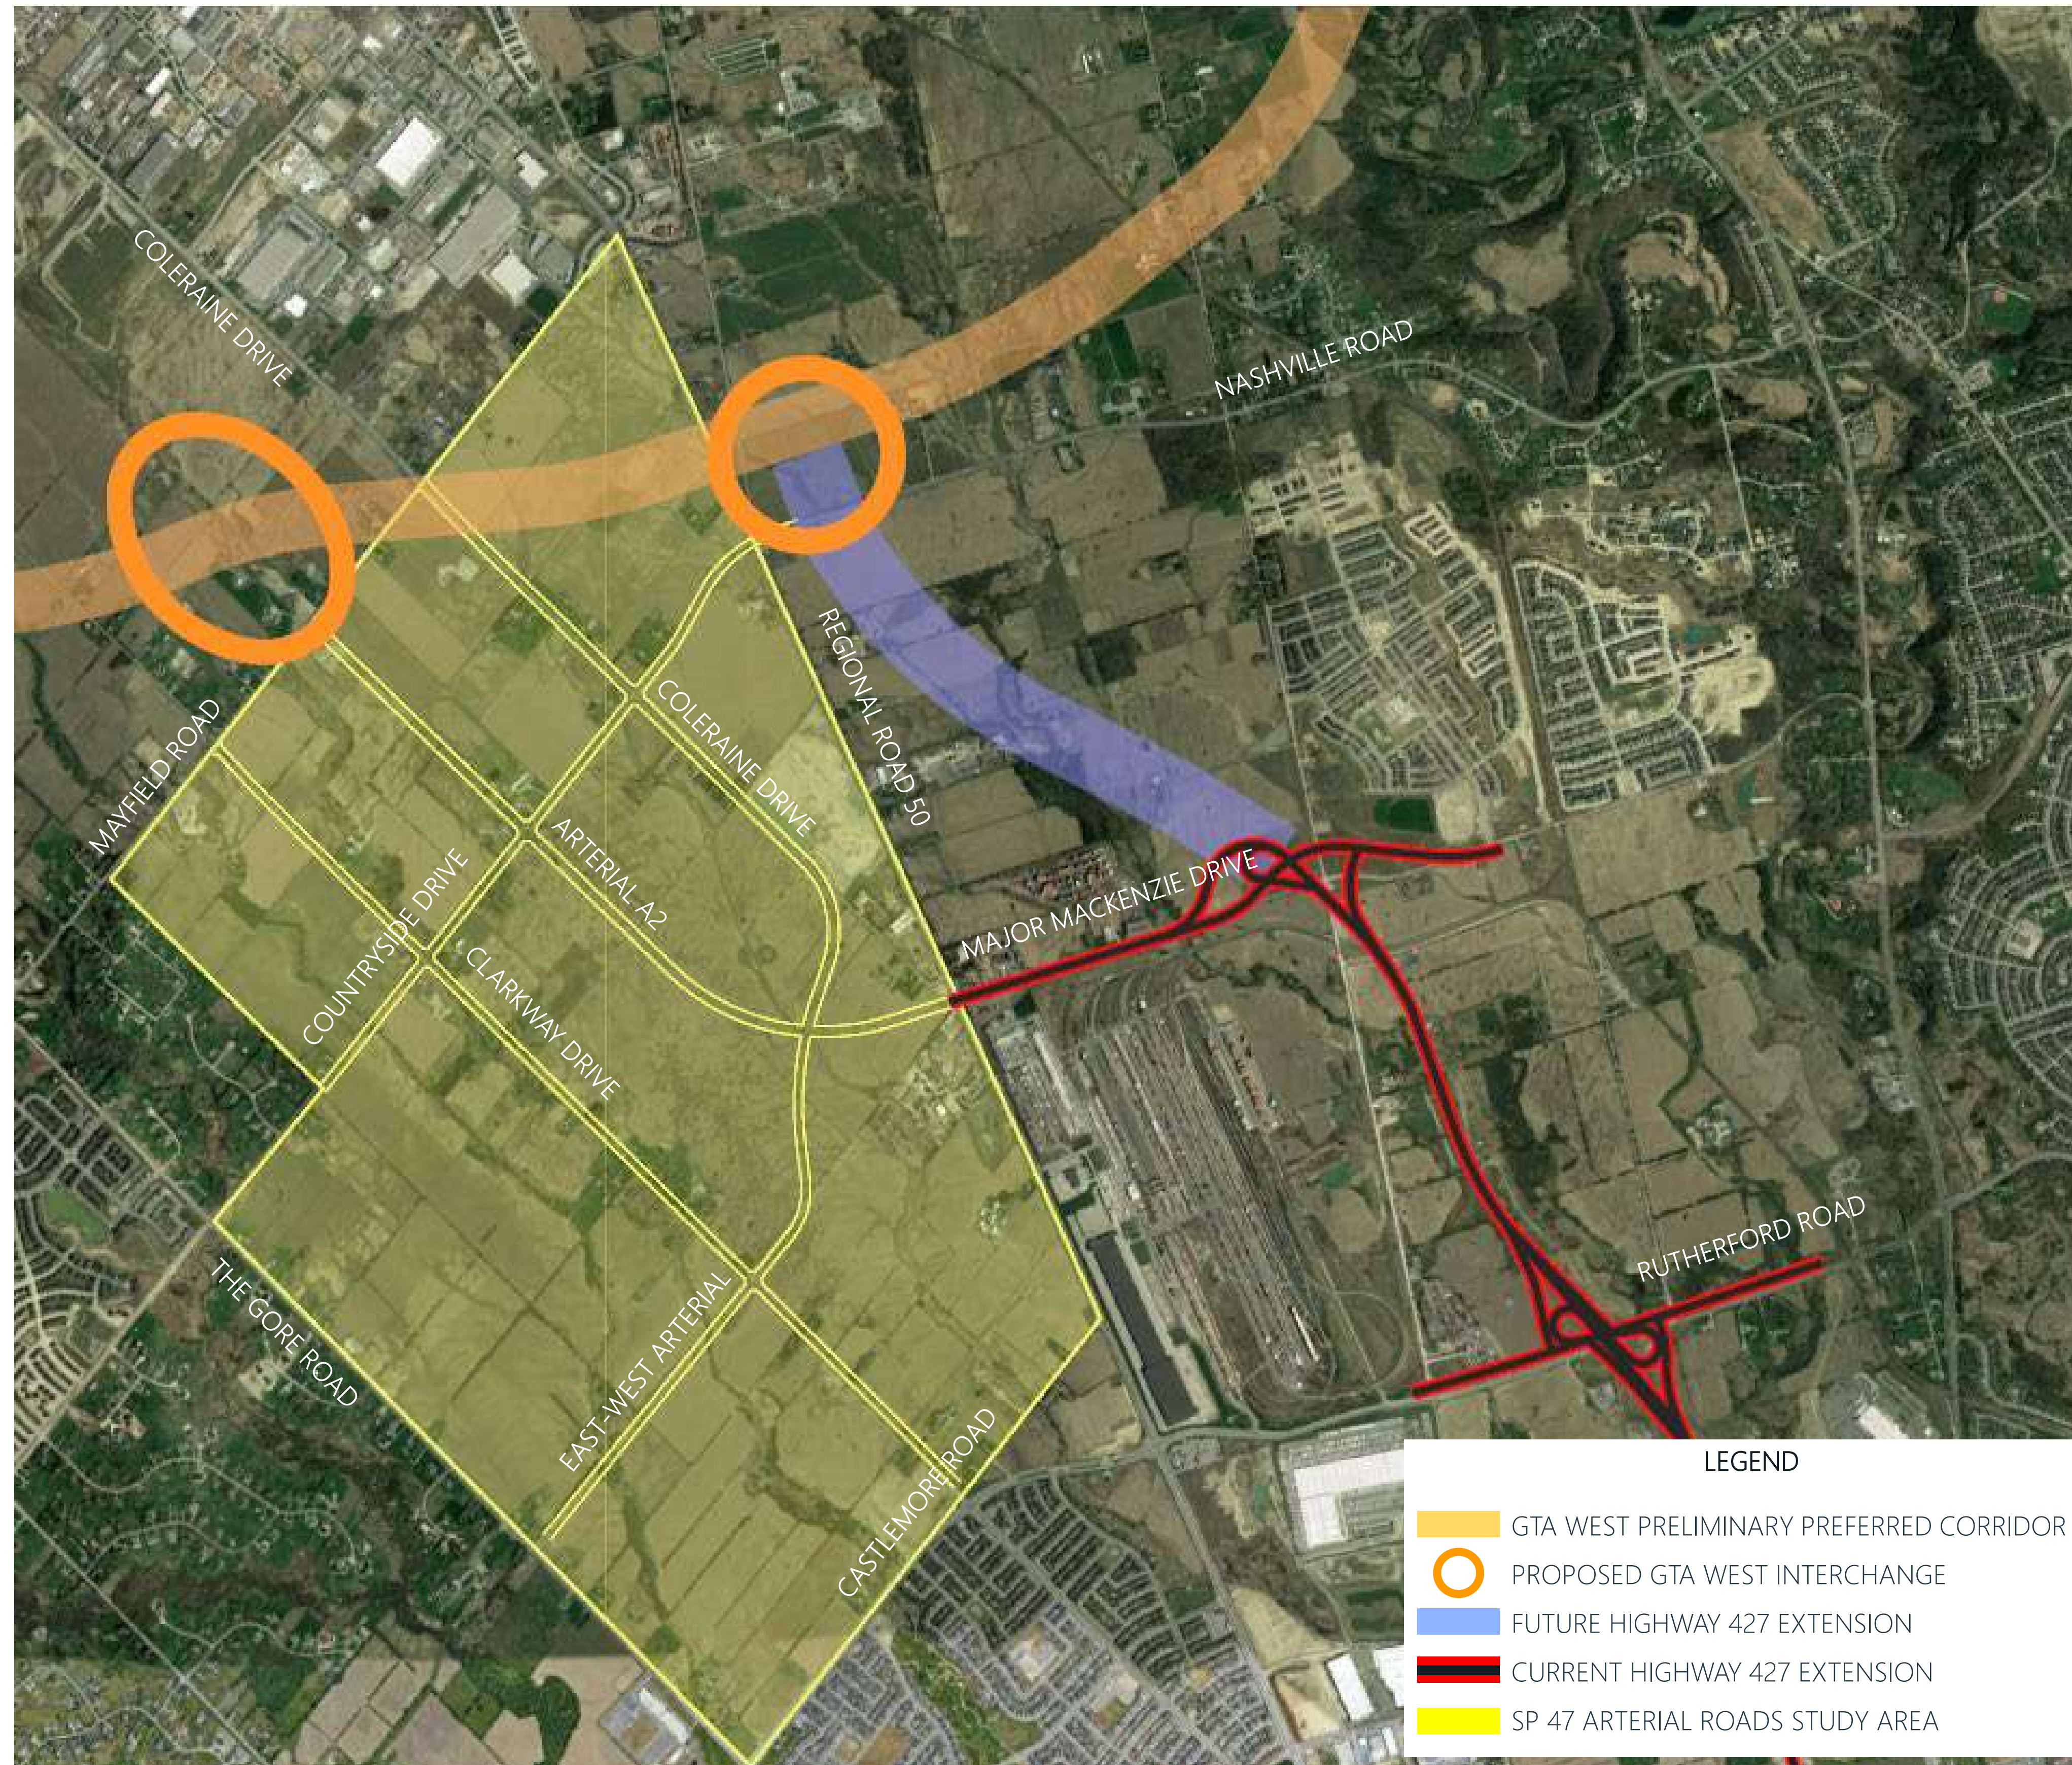 COLERAINE DRIVE
NASHVILLE ROAD
REGIONAL ROAD 50
MAYFIELD ROAD
COLERAINE DRIVE
ARTERIAL A2
COUNTRYSIDE DRIVE
CLARKWAY DRIVE
MAJOR MACKENZIE DRIVE
RUTHERFORD ROAD
THE GORE ROAD
EAST-WEST ARTERIAL
CASTLEMORE ROAD
LEGEND
GTA WEST PRELIMINARY PREFERRED CORRIDOR
PROPOSED GTA WEST INTERCHANGE
FUTURE HIGHWAY 427 EXTENSION
CURRENT HIGHWAY 427 EXTENSION
SP 47 ARTERIAL ROADS STUDY AREA